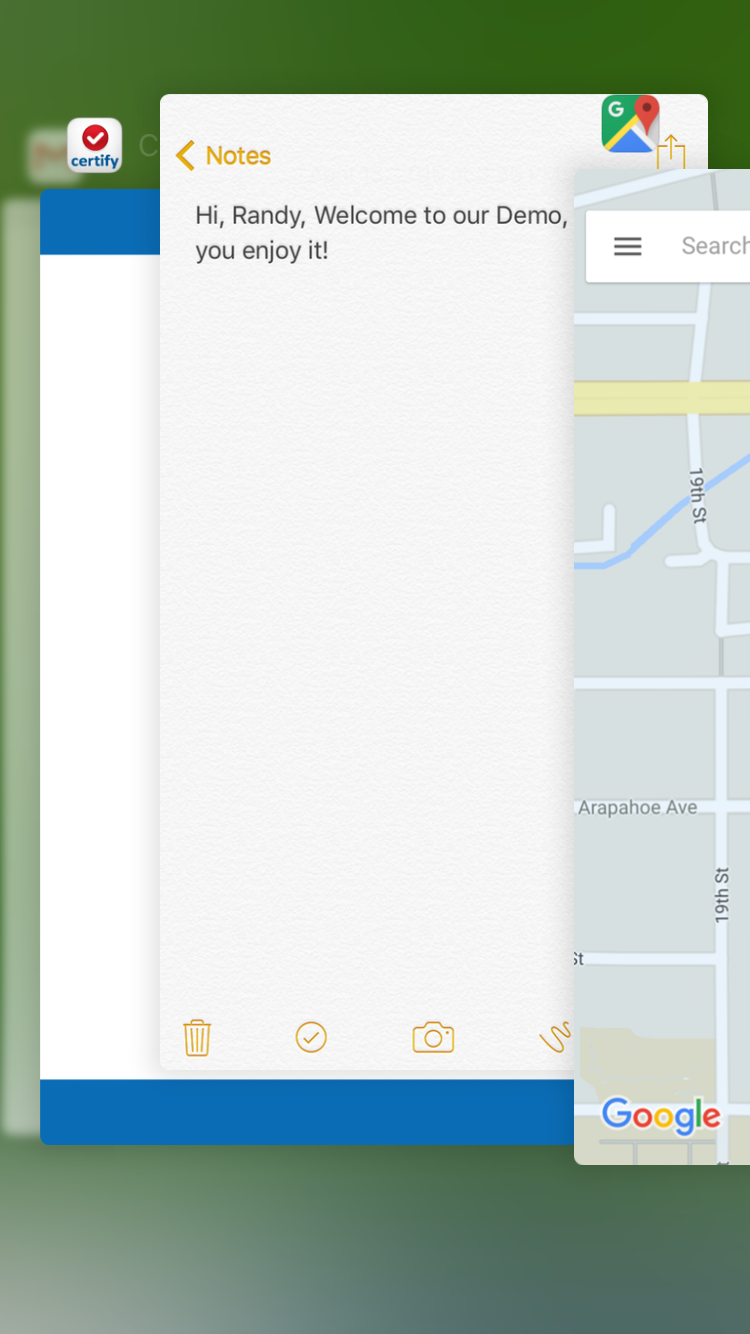 certify
C
Notes
G
Hi, Randy, Welcome to our Demo,
you enjoy it!
Search
19th St
Arapahoe Ave
19th St
St
Google